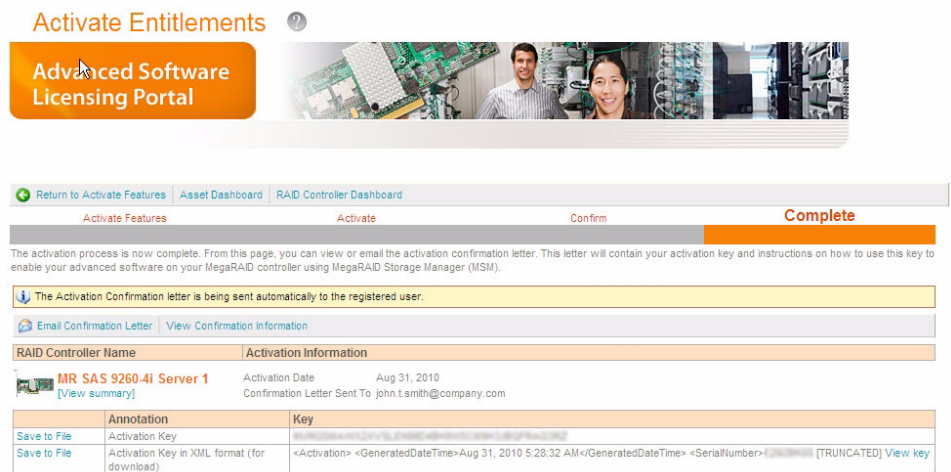 Activate Entitlements ?
Advanced Software
Licensing Portal
Return to Activate Features Asset Dashboard RAID Controller Dashboard
Activate Features Activate Confirm Complete
The activation process is now complete. From this page, you can view or email the activation confirmation letter. This letter will contain your activation key and instructions on how to use this key to
enable your advanced software on your MegaRAID controller using MegaRAID Storage Manager (MSM).
The Activation Confirmation letter is being sent automatically to the registered user.
Email Confirmation Letter View Confirmation Information
RAID Controller Name Activation Information
MR SAS 9260-4i Server 1 Activation Date Aug 31, 2010
[View summary] Confirmation Letter Sent To john.t.smith@company.com
Annotation Key
Save to File Activation Key
Save to File Activation Key in XML format (for <Activation> <GeneratedDateTime>Aug 31, 2010 5:28:32 AM</GeneratedDateTime> <SerialNumber> [TRUNCATED] View key
download)